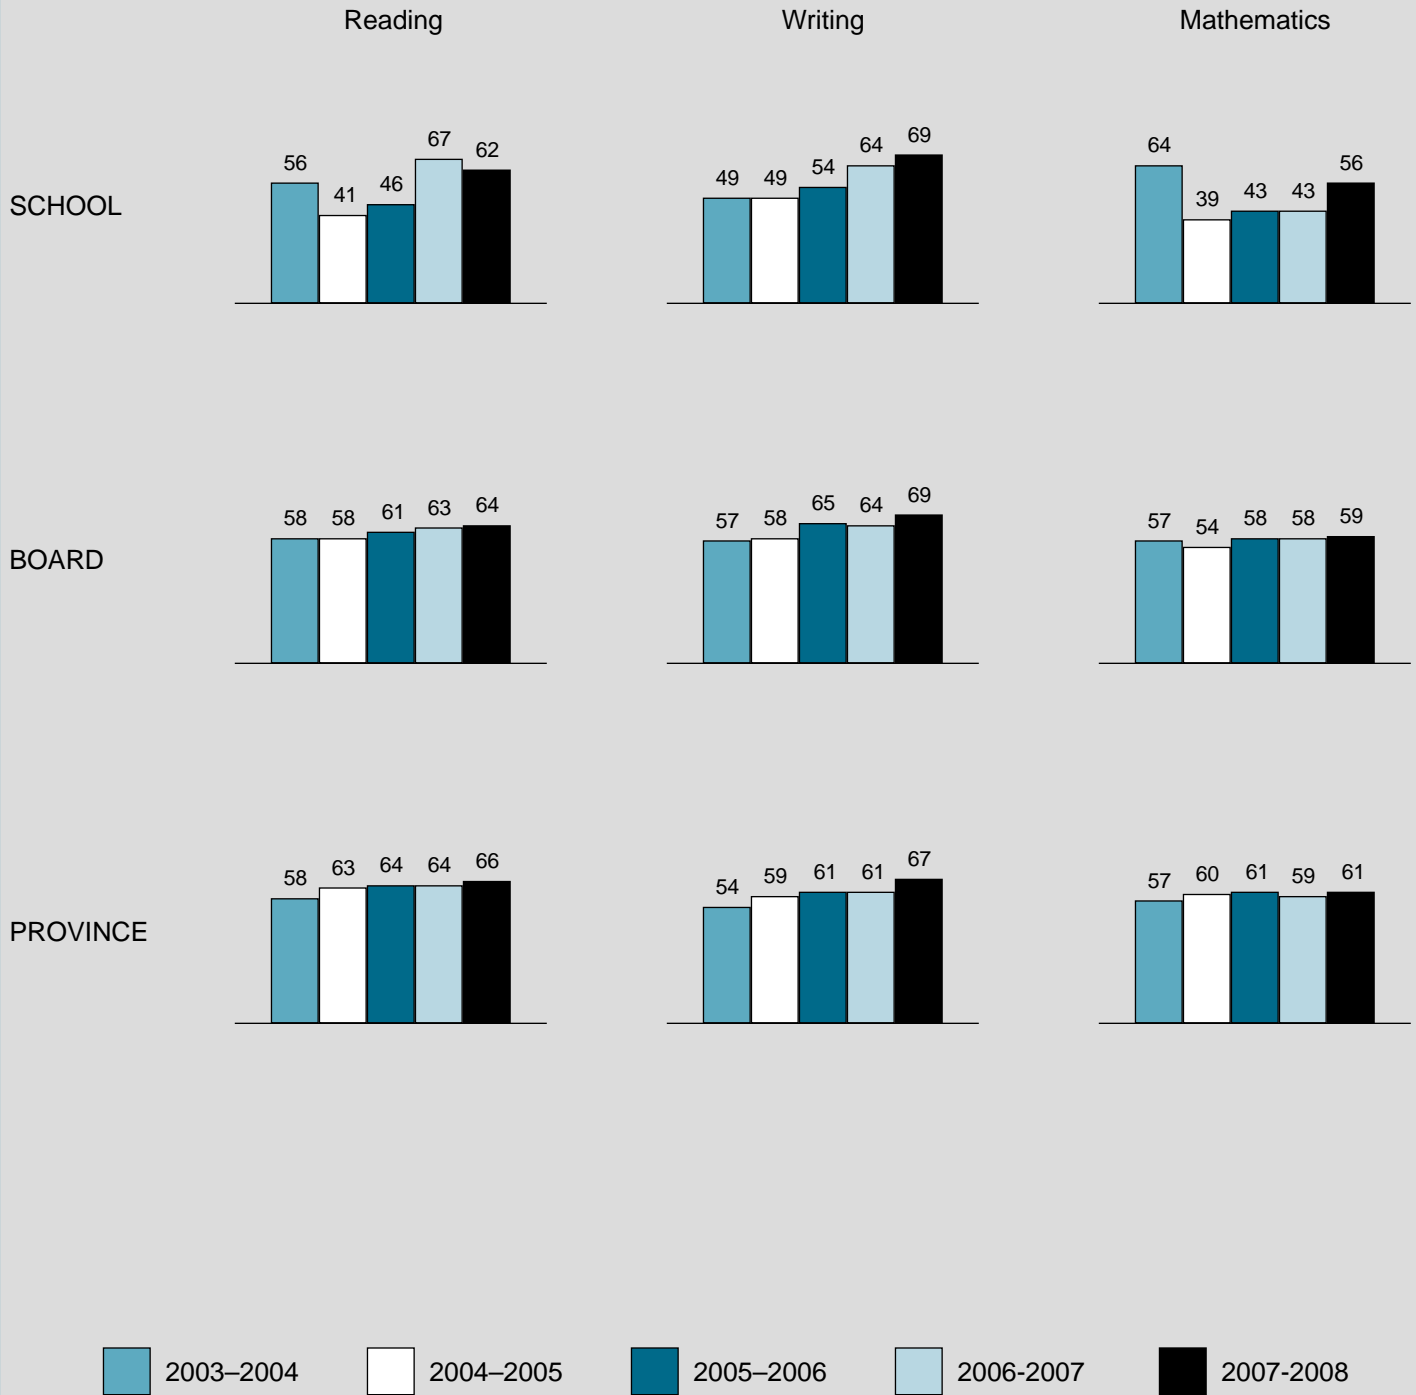 Reading Writing Mathematics
SCHOOL
56 41 46 67 62
49 49 54 64 69
64 39 43 43 56
BOARD
58 58 61 63 64
57 58 65 64 69
57 54 58 58 59
PROVINCE
58 63 64 64 66
54 59 61 61 67
57 60 61 59 61
2003–2004 2004–2005 2005–2006 2006-2007 2007-2008